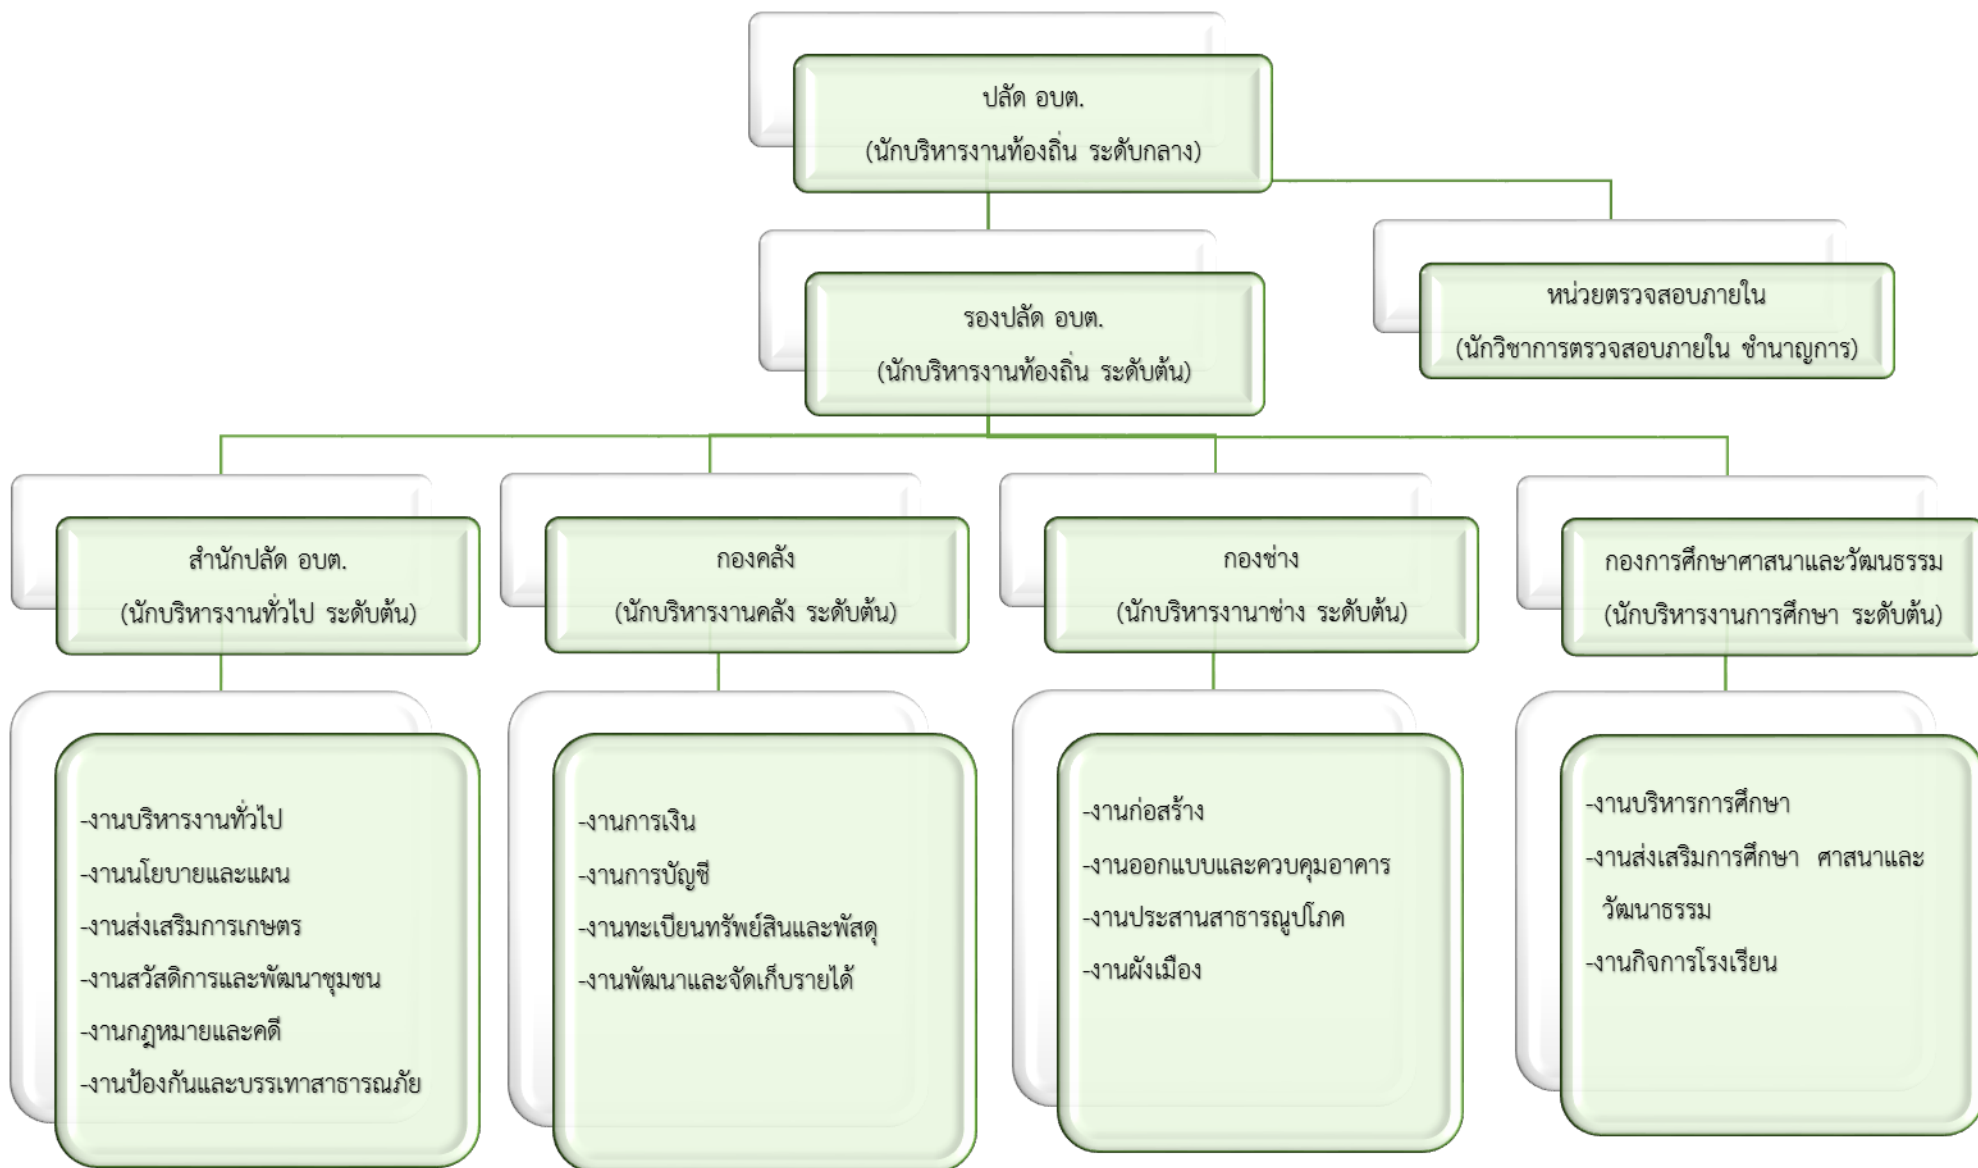 ปลัด อบต.
(นักบริหารงานท้องถิ่น ระดับกลาง)
หน่วยตรวจสอบภายใน
(นักวิชาการตรวจสอบภายใน ชำนาญการ)
รองปลัด อบต.
(นักบริหารงานท้องถิ่น ระดับต้น)
สำนักปลัด อบต.
(นักบริหารงานทั่วไป ระดับต้น)
กองคลัง
(นักบริหารงานคลัง ระดับต้น)
กองช่าง
(นักบริหารงานาช่าง ระดับต้น)
กองการศึกษาศาสนาและวัฒนธรรม
(นักบริหารงานการศึกษา ระดับต้น)
-งานบริหารงานทั่วไป
-งานนโยบายและแผน
-งานส่งเสริมการเกษตร
-งานสวัสดิการและพัฒนาชุมชน
-งานกฎหมายและคดี
-งานป้องกันและบรรเทาสาธารณภัย
-งานการเงิน
-งานการบัญชี
-งานทะเบียนทรัพย์สินและพัสดุ
-งานพัฒนาและจัดเก็บรายได้
-งานก่อสร้าง
-งานออกแบบและควบคุมอาคาร
-งานประสานสาธารณูปโภค
-งานผังเมือง
-งานบริหารการศึกษา
-งานส่งเสริมการศึกษา ศาสนาและ
วัฒนาธรรม
-งานกิจการโรงเรียน